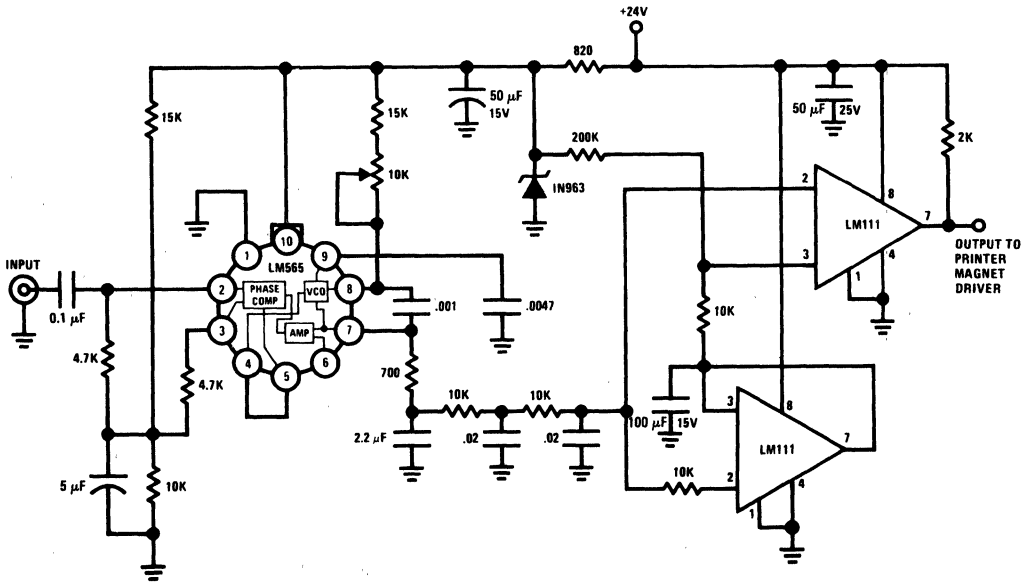 +24V
820
50 µF
15V
50 µF
25V
15K
15K
200K
2K
10K
IN963
2
8
LM111
7
3
4
1
OUTPUT TO
PRINTER
MAGNET
DRIVER
10
1
9
LM565
INPUT
0.1 µF
2
PHASE
COMP
VCO
8
.001
.0047
10K
3
AMP
7
4
5
6
4.7K
4.7K
700
10K
10K
100 µF
15V
3
8
LM111
7
2.2 µF
.02
.02
10K
2
4
1
5 µF
10K